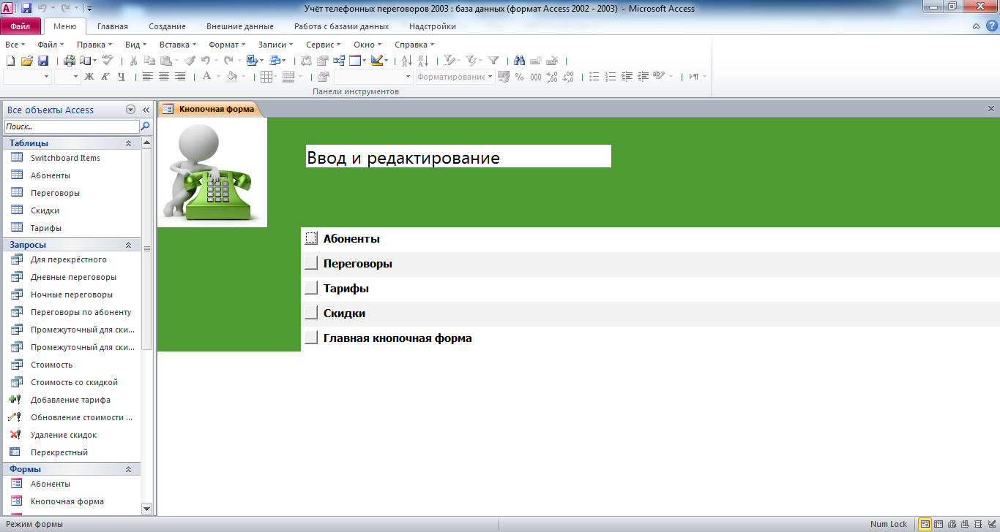 Учёт телефонных переговоров 2003 : база данных (формат Access 2002 - 2003) - Microsoft Access
Файл Меню Главная Создание Внешние данные Работа с базами данных Надстройки
Все Файл Правка Вид Вставка Формат Записи Сервис Окно Справка
Ж К Ч А Форматирование % 000
Панели инструментов
Все объекты Access
Кнопочная форма
Поиск...
Таблицы
Switchboard Items
Абоненты
Переговоры
Скидки
Тарифы
Запросы
Для перекрёстного
Дневные переговоры
Ночные переговоры
Переговоры по абоненту
Промежуточный для ски...
Промежуточный для ски...
Стоимость
Стоимость со скидкой
Добавление тарифа
Обновление стоимости ...
Удаление скидок
Перекрестный
Формы
Абоненты
Кнопочная форма
Ввод и редактирование
Абоненты
Переговоры
Тарифы
Скидки
Главная кнопочная форма
Режим формы
Num Lock